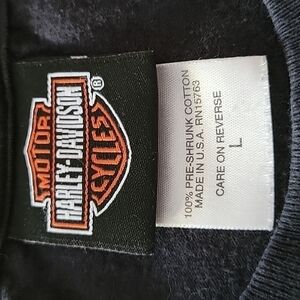 MOTOR
HARLEY-DAVIDSON
CYCLES
®
100% PRE-SHRUNK COTTON
MADE IN U.S.A. RN15763
CARE ON REVERSE
L